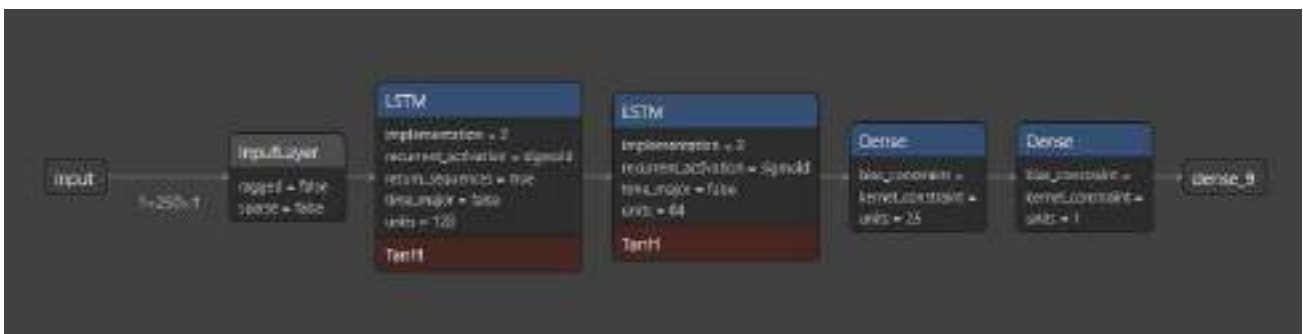 input
InputLayer
ragged = false
sparse = false
LSTM
implementation = 2
recurrent_activation = sigmoid
return_sequences = true
time_major = false
units = 128
TanH
LSTM
implementation = 2
recurrent_activation = sigmoid
time_major = false
units = 64
TanH
Dense
bias_constraint =
kernel_constraint =
units = 25
Dense
bias_constraint =
kernel_constraint =
units = 1
dense_9